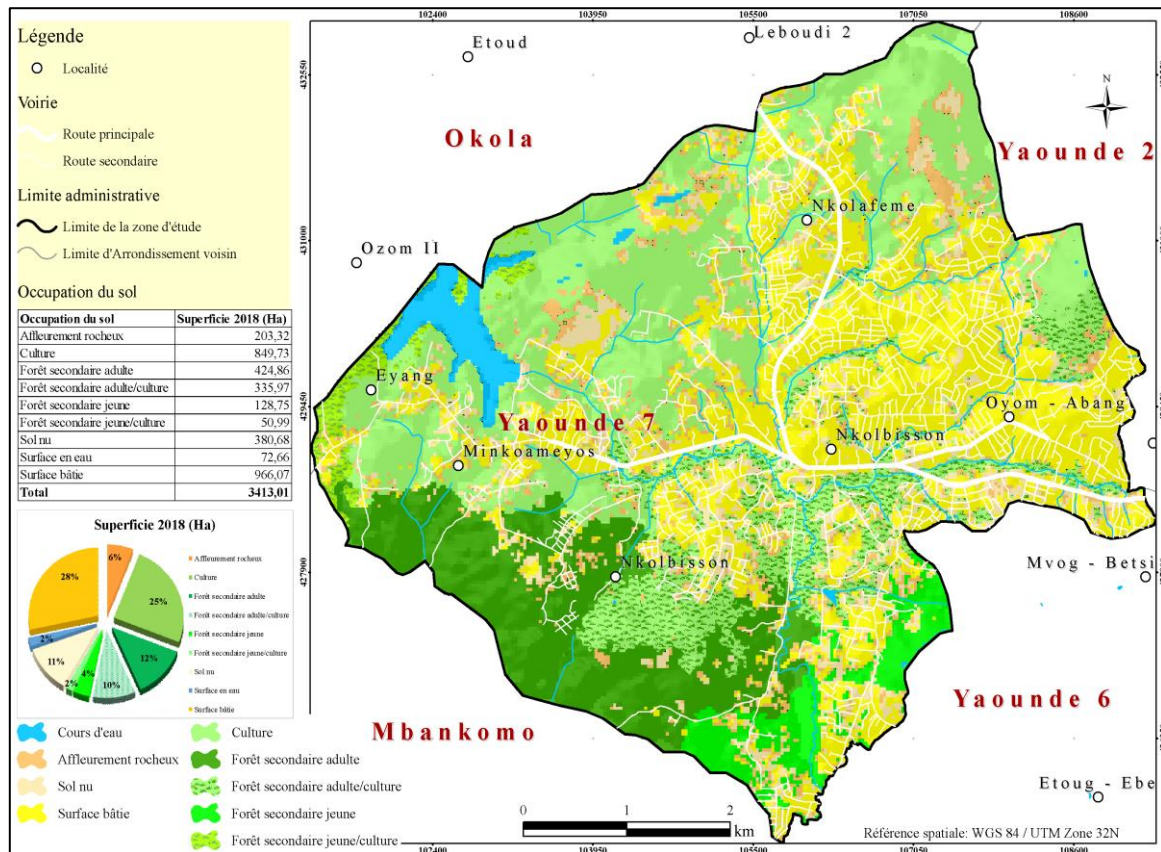 102400 103950 105500 107050 108600
Légende
Localité
Voirie
Route principale
Route secondaire
Limite administrative
Limite de la zone d'étude
Limite d'Arrondissement voisin
Occupation du sol
Occupation du sol Superficie 2018 (Ha)
Affleurement rocheux 203,32
Culture 849,73
Forêt secondaire adulte 424,86
Forêt secondaire adulte/culture 335,97
Forêt secondaire jeune 128,75
Forêt secondaire jeune/culture 50,99
Sol nu 380,68
Surface en eau 72,66
Surface bâtie 966,07
Total 3413,01
Superficie 2018 (Ha)
6%
25%
12%
10%
4%
2%
11%
2%
28%
Affleurement rocheux
Culture
Forêt secondaire adulte
Forêt secondaire adulte/culture
Forêt secondaire jeune
Forêt secondaire jeune/culture
Sol nu
Surface en eau
Surface bâtie
Cours d'eau
Affleurement rocheux
Sol nu
Surface bâtie
Culture
Forêt secondaire adulte
Forêt secondaire adulte/culture
Forêt secondaire jeune
Forêt secondaire jeune/culture
432550
431000
429450
427900
Etoud
Leboudi 2
N
Okola
Yaounde 2
Nkolafeme
Ozom II
Eyang
Yaounde 7
Oyom - Abang
Nkolbisson
Minkoameyos
Nkolbisson
Mvog - Betsi
Mbankomo
Yaounde 6
Etoug - Ebe
0 1 2
km
Référence spatiale: WGS 84 / UTM Zone 32N
102400 103950 105500 107050 108600